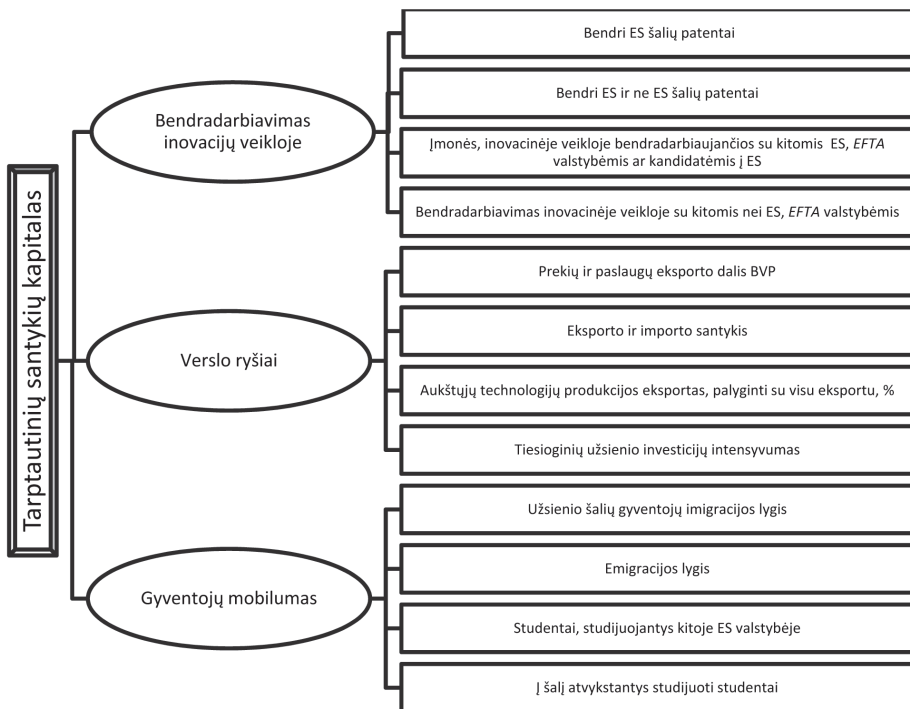 Tarptautinių santykių kapitalas
Bendradarbiavimas
inovacijų veikloje
Bendri ES šalių patentai
Bendri ES ir ne ES šalių patentai
Įmonės, inovacinėje veikloje bendradarbiaujančios su kitomis ES, EFTA
valstybėmis ar kandidatėmis į ES
Bendradarbiavimas inovacinėje veikloje su kitomis nei ES, EFTA valstybėmis
Verslo ryšiai
Prekių ir paslaugų eksporto dalis BVP
Eksporto ir importo santykis
Aukštųjų technologijų produkcijos eksportas, palyginti su visu eksportu, %
Tiesioginių užsienio investicijų intensyvumas
Gyventojų mobilumas
Užsienio šalių gyventojų imigracijos lygis
Emigracijos lygis
Studentai, studijuojantys kitoje ES valstybėje
Į šalį atvykstantys studijuoti studentai